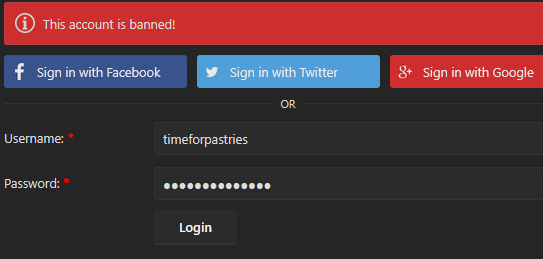 This account is banned!
Sign in with Facebook Sign in with Twitter Sign in with Google
OR
Username: * timeforpastries
Password: * ●●●●●●●●●●●●●●
Login